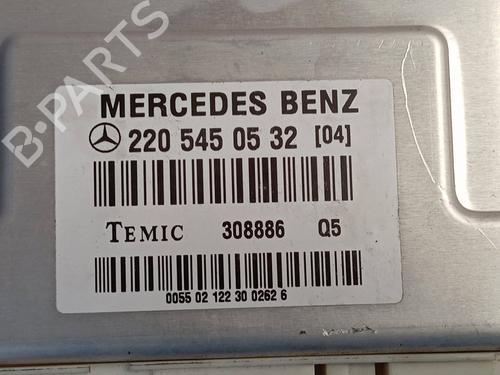 B-PARTS
MERCEDES BENZ
220 545 05 32 [04]
TEMIC 308886 Q5
0055 02 122 30 0262 6